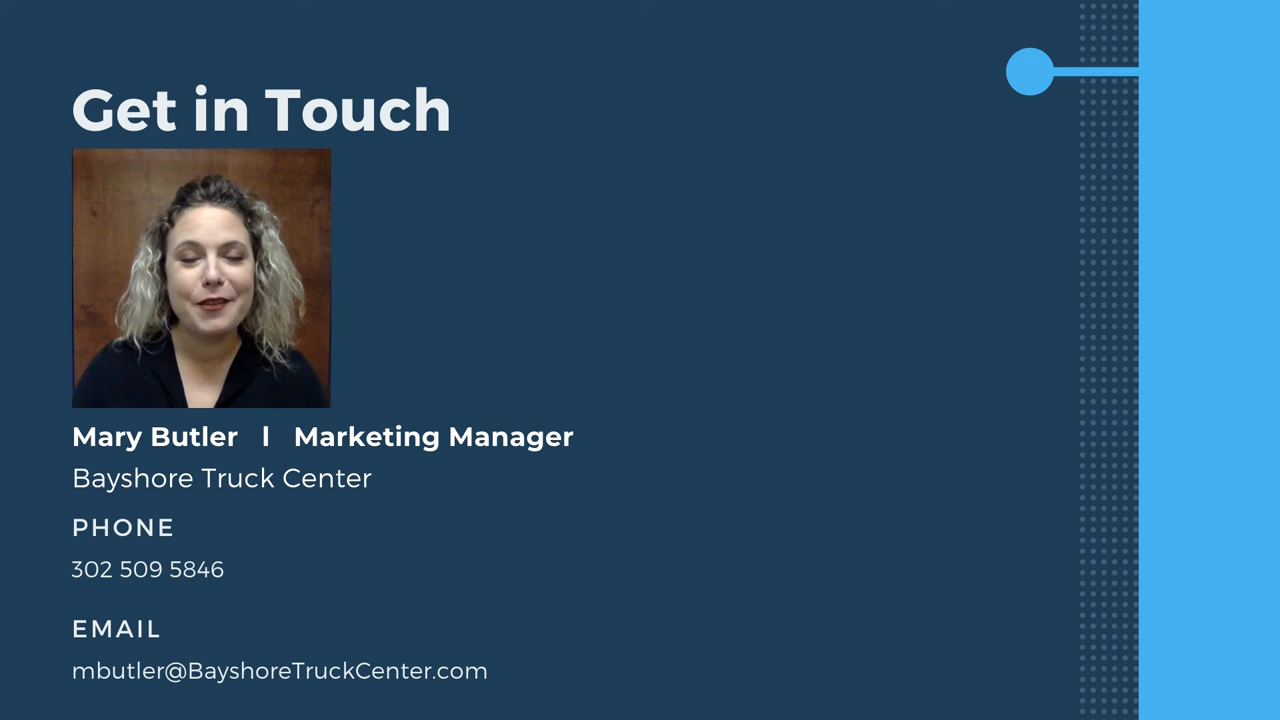 Get in Touch
Mary Butler l Marketing Manager
Bayshore Truck Center
PHONE
302 509 5846
EMAIL
mbutler@BayshoreTruckCenter.com